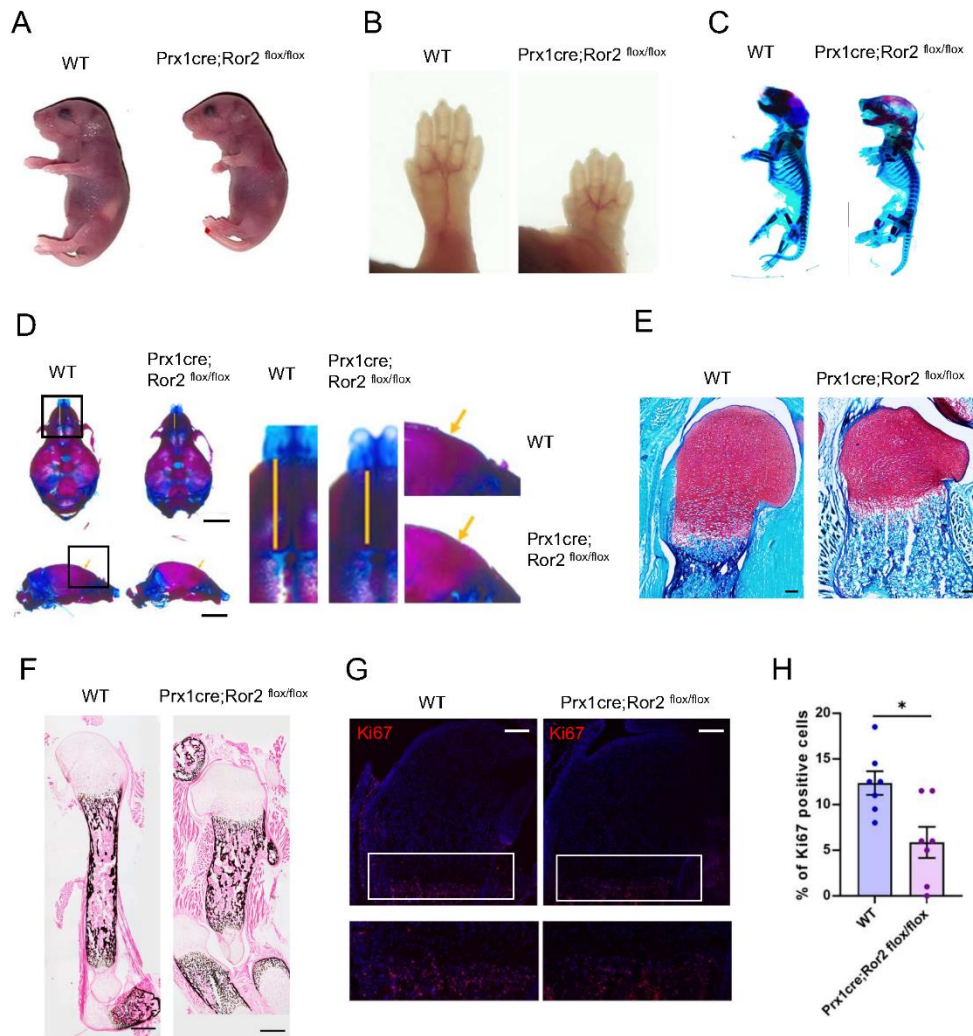 A
WT
Prx1cre;Ror2 flox/flox
B
WT
Prx1cre;Ror2 flox/flox
C
WT
Prx1cre;Ror2 flox/flox
D
WT
Prx1cre;
Ror2 flox/flox
WT
Prx1cre;
Ror2 flox/flox
WT
Prx1cre;
Ror2 flox/flox
E
WT
Prx1cre;Ror2 flox/flox
F
WT
Prx1cre;Ror2 flox/flox
G
WT
Prx1cre;Ror2 flox/flox
Ki67
Ki67
H
% of Ki67 positive cells
20
15
10
5
0
*
WT
Prx1cre;Ror2 flox/flox